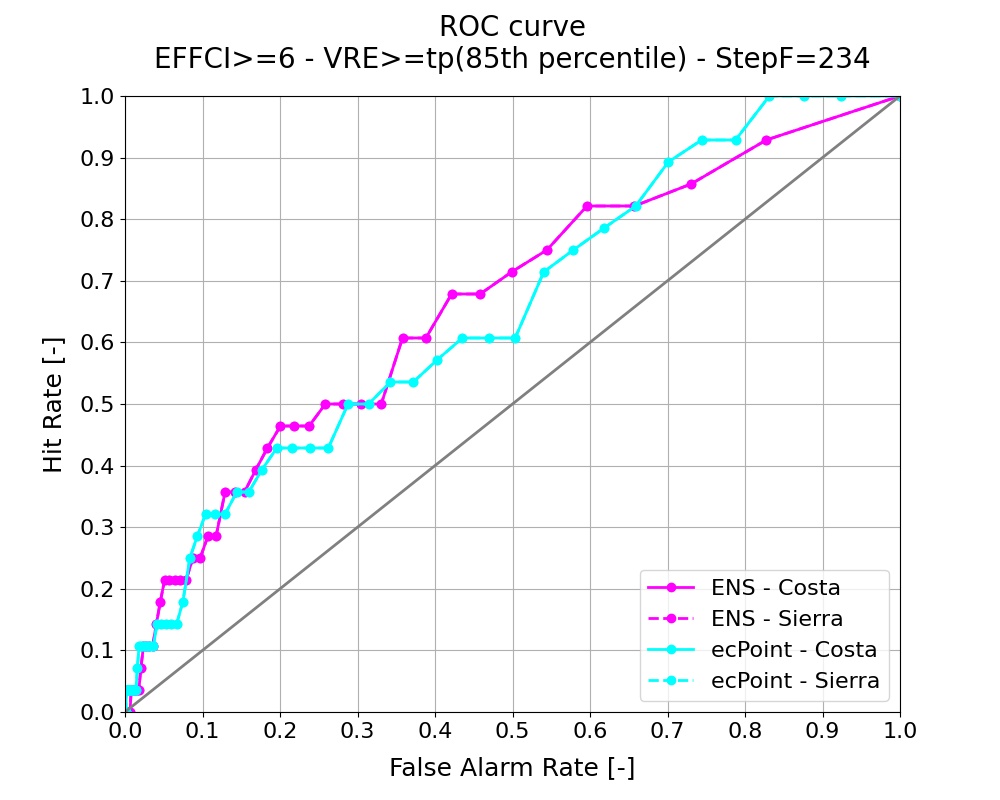 ROC curve
EFFCI>=6 - VRE>=tp(85th percentile) - StepF=234
1.0
0.9
0.8
0.7
0.6
0.5
0.4
0.3
0.2
0.1
0.0
Hit Rate [-]
ENS - Costa
ENS - Sierra
ecPoint - Costa
ecPoint - Sierra
0.0 0.1 0.2 0.3 0.4 0.5 0.6 0.7 0.8 0.9 1.0
False Alarm Rate [-]